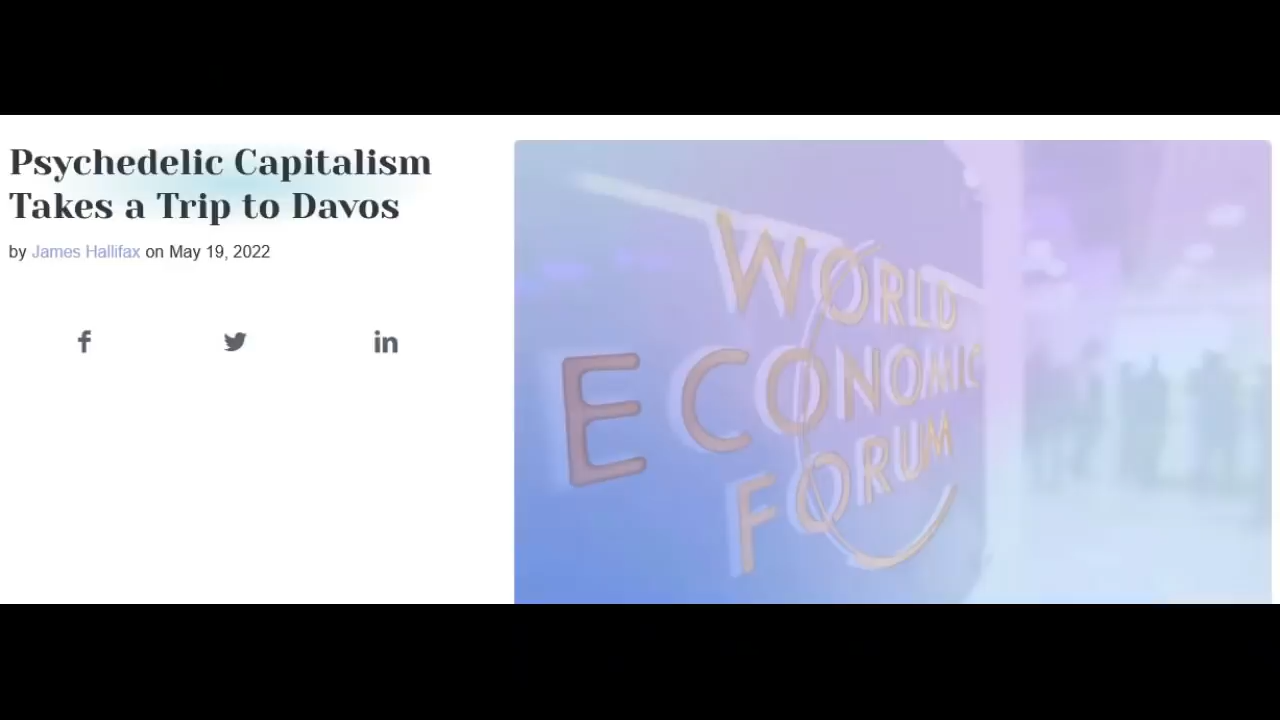 Psychedelic Capitalism
Takes a Trip to Davos
by James Hallifax on May 19, 2022
WORLD
ECONOMIC
FORUM